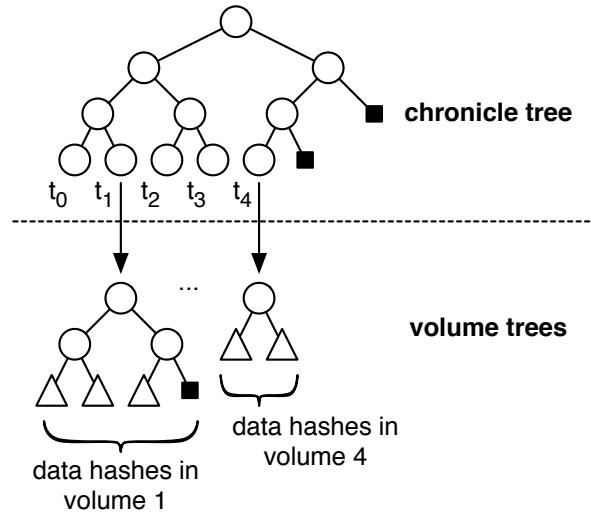 chronicle tree
t0 t1 t2 t3 t4
...
volume trees
data hashes in
volume 4
data hashes in
volume 1